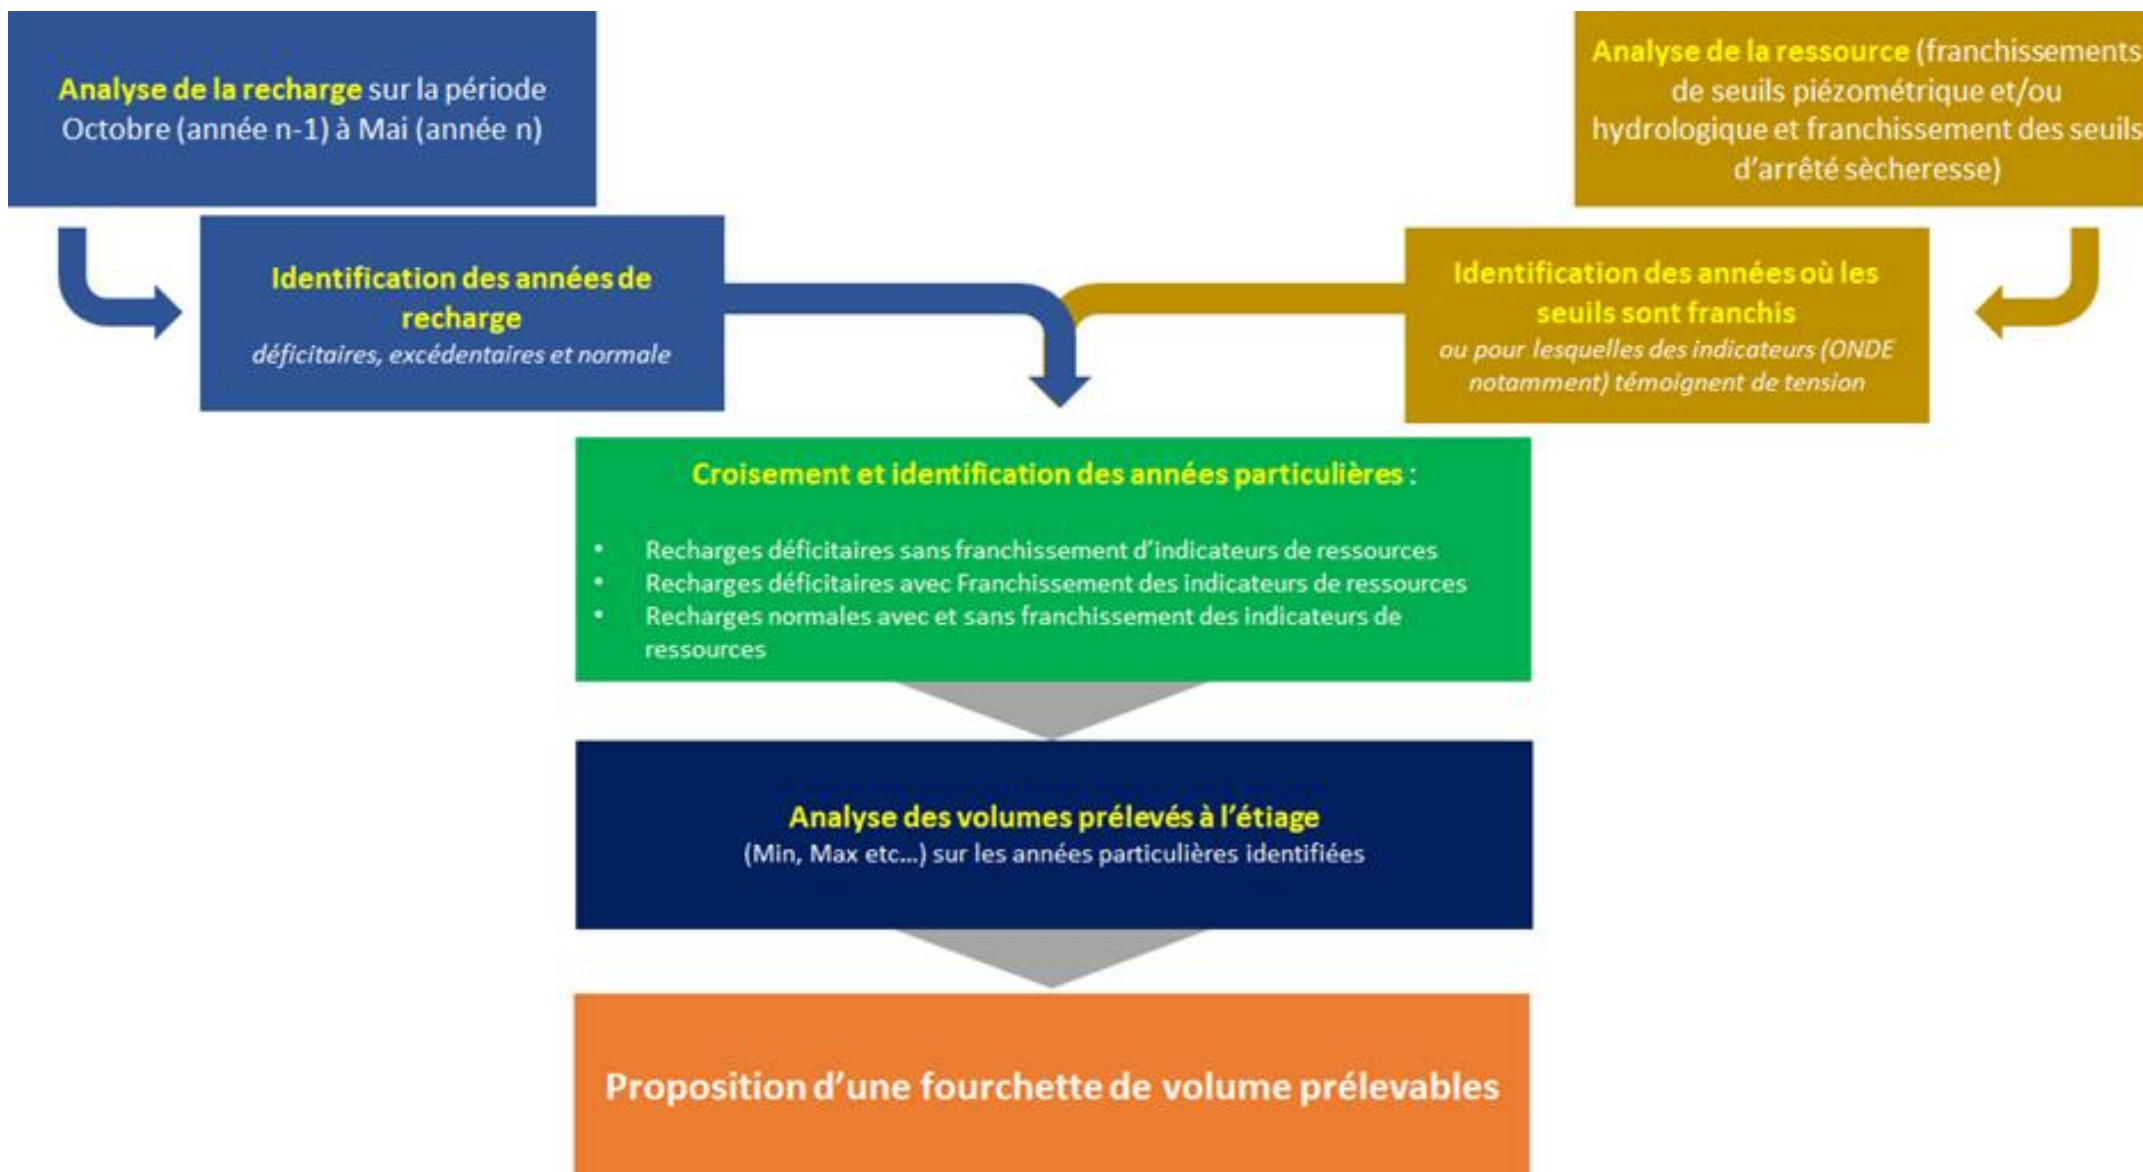 Analyse de la recharge sur la période
Octobre (année n-1) à Mai (année n)
Identification des années de
recharge
déficitaires, excédentaires et normale
Analyse de la ressource (franchissements
de seuils piézométrique et/ou
hydrologique et franchissement des seuils
d'arrêté sècheresse)
Identification des années où les
seuils sont franchis
ou pour lesquelles des indicateurs (ONDE
notamment) témoignent de tension
Croisement et identification des années particulières :
• Recharges déficitaires sans franchissement d'indicateurs de ressources
• Recharges déficitaires avec Franchissement des indicateurs de ressources
• Recharges normales avec et sans franchissement des indicateurs de
ressources
Analyse des volumes prélevés à l'étiage
(Min, Max etc...) sur les années particulières identifiées
Proposition d'une fourchette de volume prélevables